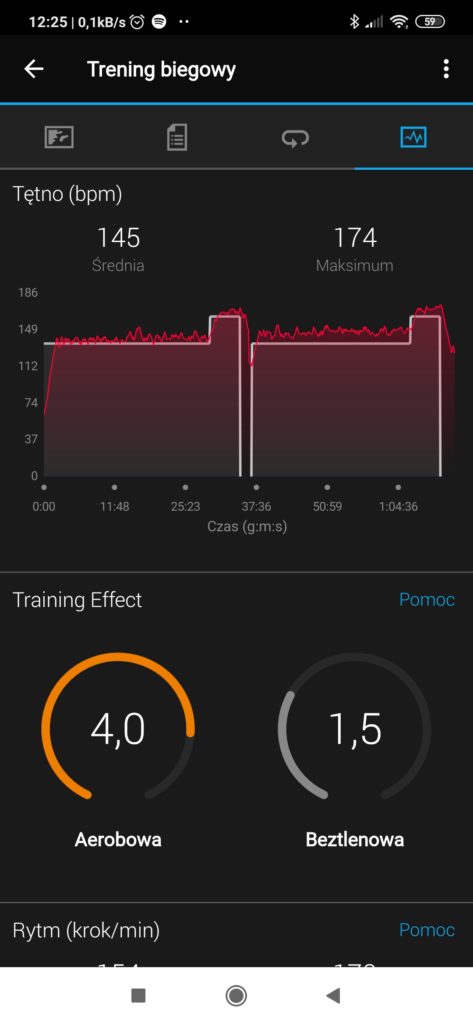 12:25 | 0,1kB/s
59
Trening biegowy
Tętno (bpm)
145 174
Średnia Maksimum
186
149
112
74
37
0
0:00 11:48 25:23 37:36 50:59 1:04:36
Czas (g:m:s)
Training Effect Pomoc
4,0 1,5
Aerobowa Beztlenowa
Rytm (krok/min) Pomoc